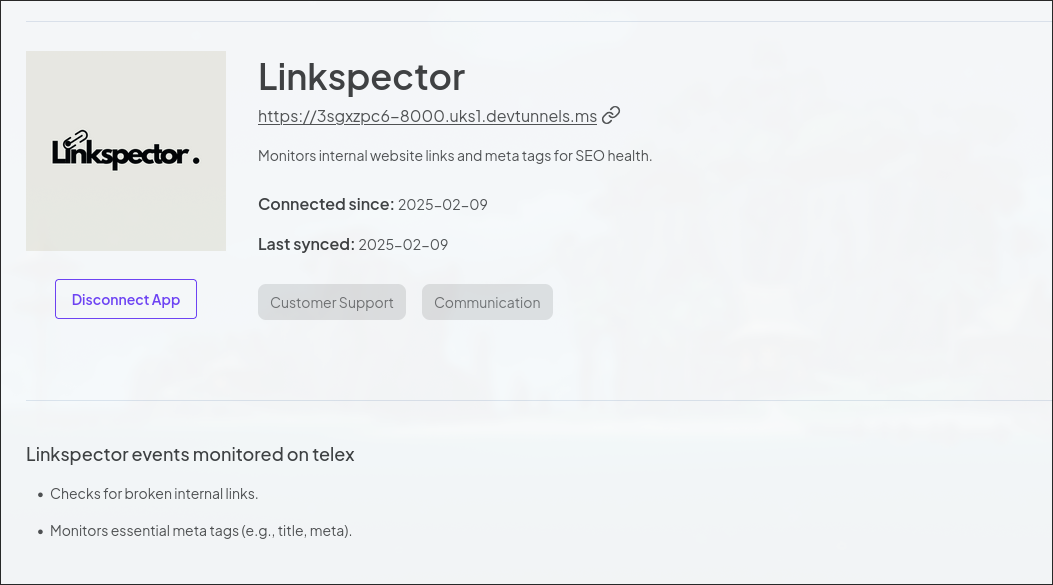 Linkspector .
Linkspector
https://3sgxzpc6-8000.uks1.devtunnels.ms
Monitors internal website links and meta tags for SEO health.
Connected since: 2025-02-09
Last synced: 2025-02-09
Disconnect App
Customer Support
Communication
Linkspector events monitored on telex
• Checks for broken internal links.
• Monitors essential meta tags (e.g., title, meta).